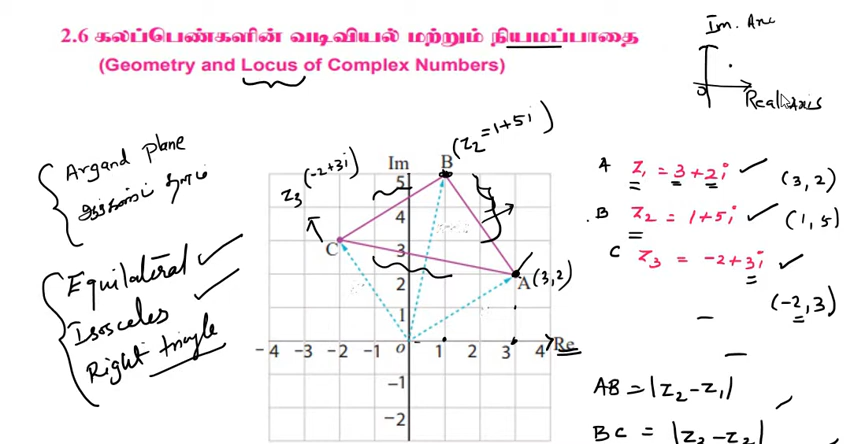 2.6 கலப்பெண்களின் வடிவியல் மற்றும் நியமப்பாதை
(Geometry and Locus of Complex Numbers)
Im. Axis
O
Real Axis
Argand plane
Equilateral
Isosceles
Right triangle
Z₃ (-2+3i)
Im
B (Z₂ = 1+5i)
5
4
C
3
2
A (3,2)
1
O
-4 -3 -2 -1 1 2 3 4 Re
-1
-2
A Z₁ = 3 + 2i (3, 2)
B Z₂ = 1 + 5i (1, 5)
C Z₃ = -2 + 3i
(-2, 3)
AB = |Z₂ - Z₁|
BC = |Z₃ - Z₂|